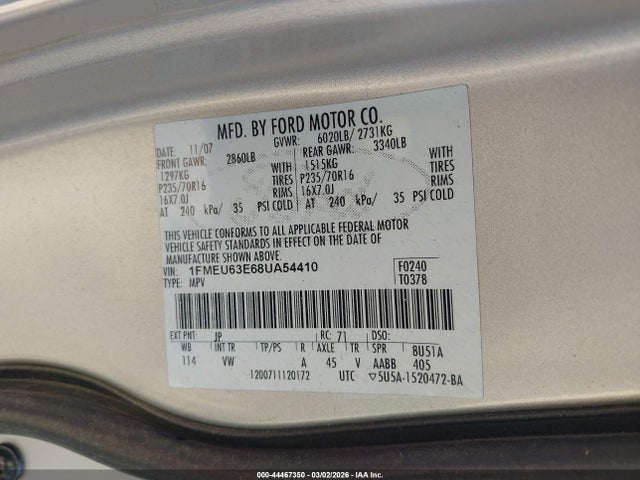 MFD. BY FORD MOTOR CO.
DATE: 11/07 GVWR: 6020LB/ 2731KG
FRONT GAWR: 2860LB REAR GAWR: 3340LB
1297KG WITH 1515KG WITH
P235/70R16 TIRES P235/70R16 TIRES
16X7.0J RIMS 16X7.0J RIMS
AT 240 kPa/ 35 PSI COLD AT 240 kPa/ 35 PSI COLD
THIS VEHICLE CONFORMS TO ALL APPLICABLE FEDERAL MOTOR
VEHICLE SAFETY STANDARDS IN EFFECT ON THE DATE OF
MANUFACTURE SHOWN ABOVE.
VIN: 1FMEU63E68UA54410 F0240
TYPE: MPV T0378
EXT PNT: JP RC: 71 DSO:
WB INT TR TP/PS R AXLE TR SPR 8U51A
114 VW A 45 V AABB 405
1200711120172 UTC ▽5U5A-1520472-BA
000-44467350 | 03/02/2026 | IAA Inc.